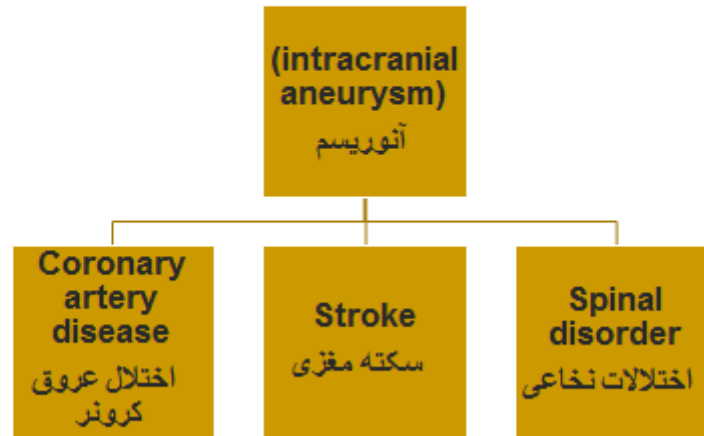 (intracranial
aneurysm)
آنوریسم
Coronary
artery
disease
اختلال عروق
کرونر
Stroke
سکته مغزی
Spinal
disorder
اختلالات نخاعی